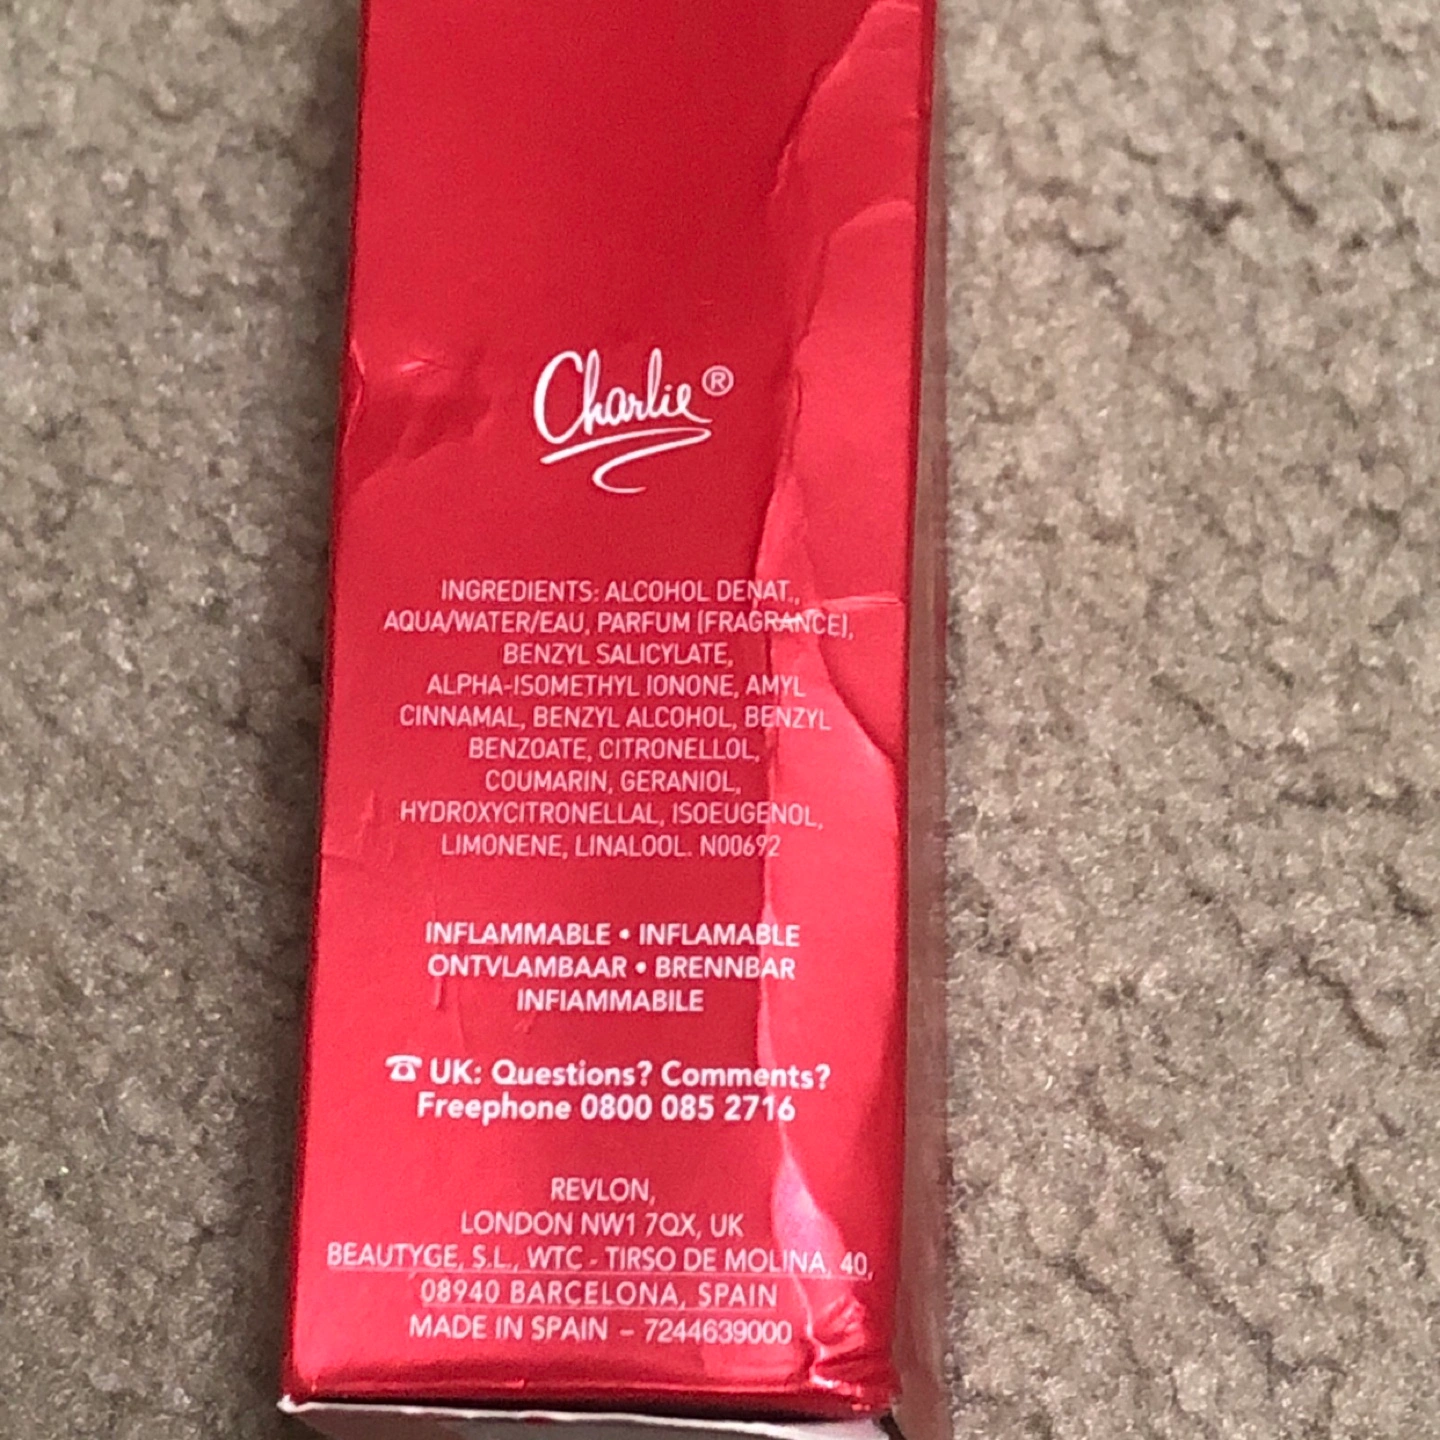 Charlie®
INGREDIENTS: ALCOHOL DENAT.,
AQUA/WATER/EAU, PARFUM (FRAGRANCE),
BENZYL SALICYLATE,
ALPHA-ISOMETHYL IONONE, AMYL
CINNAMAL, BENZYL ALCOHOL, BENZYL
BENZOATE, CITRONELLOL,
COUMARIN, GERANIOL,
HYDROXYCITRONELLAL, ISOEUGENOL,
LIMONENE, LINALOOL. N00692
INFLAMMABLE • INFLAMABLE
ONTVLAMBAAR • BRENNBAR
INFIAMMABILE
☎ UK: Questions? Comments?
Freephone 0800 085 2716
REVLON,
LONDON NW1 7QX, UK
BEAUTYGE, S.L., WTC - TIRSO DE MOLINA, 40,
08940 BARCELONA, SPAIN
MADE IN SPAIN – 7244639000